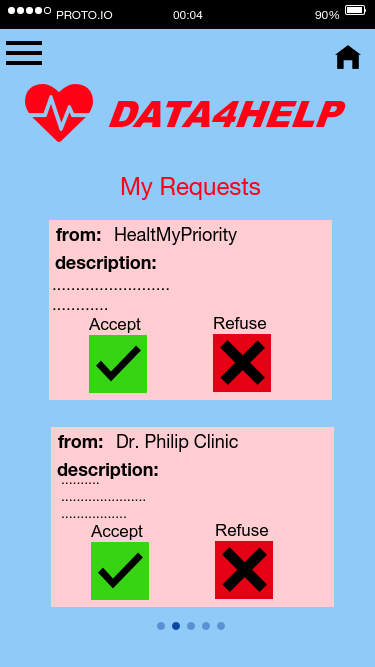 PROTO.IO 00:04 90%
DATA4HELP
My Requests
from: HealtMyPriority
description:
.........................
............
Accept Refuse
from: Dr. Philip Clinic
description:
..........
......................
.................
Accept Refuse